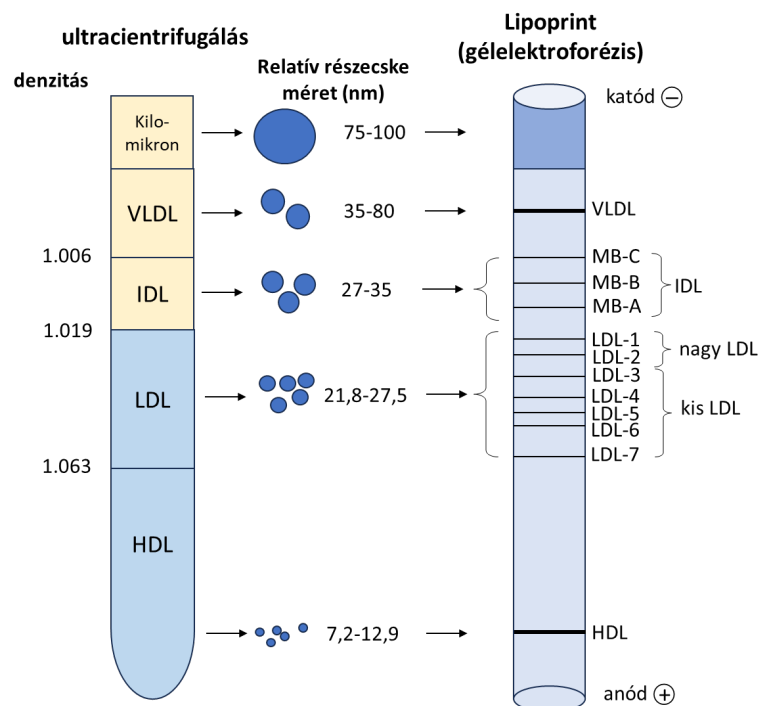 ultracientrifugálás
Lipoprint
(gélelektroforézis)
denzitás
Relatív részecske
méret (nm)
katód −
Kilo-
mikron
75-100
VLDL
35-80
VLDL
1.006
IDL
27-35
MB-C
MB-B
MB-A
IDL
1.019
LDL
21,8-27,5
LDL-1
LDL-2
nagy LDL
LDL-3
LDL-4
LDL-5
LDL-6
LDL-7
kis LDL
1.063
HDL
7,2-12,9
HDL
anód +